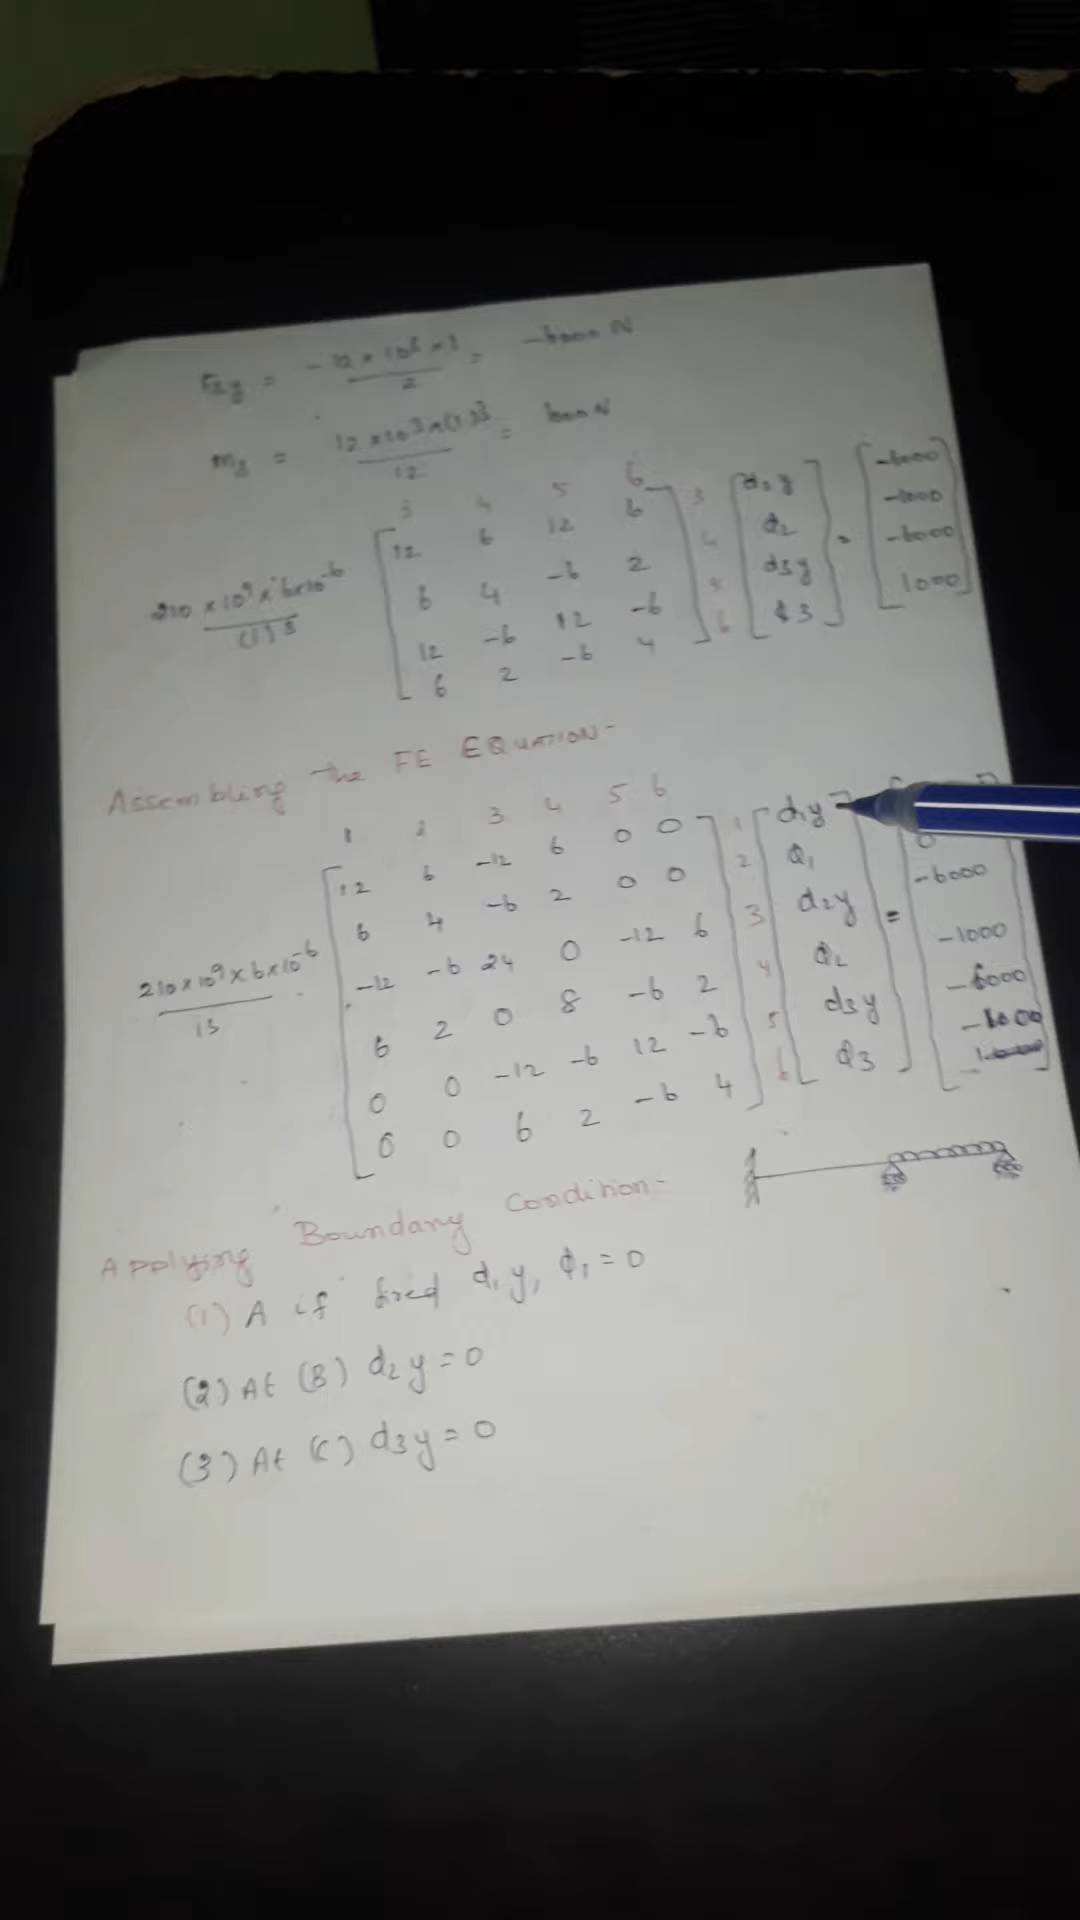 F2y = -12 × 10³ × 1 / 2 = -6000 N
m3 = 12 × 10³ × (1)³ / 12 = 1000 N
3 4 5 6
12 6 12 6 3 d2y -6000
210 × 10⁹ × 6×10⁻⁶ / (1)3 6 4 -6 2 4 ϕ2 = -1000
12 -6 12 -6 5 d3y -6000
6 2 -6 4 6 ϕ3 1000
Assembling the FE EQUATION-
1 2 3 4 5 6
12 6 -12 6 0 0 1 d1y
6 4 -6 2 0 0 2 ϕ1 0
-12 -6 24 0 -12 6 3 d2y = -6000
210×10⁹×6×10⁻⁶ / 13 6 2 0 8 -6 2 4 ϕ2 -1000
0 0 -12 -6 12 -6 5 d3y -6000
0 0 6 2 -6 4 6 ϕ3
Applying Boundary Condition-
(1) A if fixed d1y, ϕ1 = 0
(2) At (B) d2y = 0
(3) At (C) d3y = 0